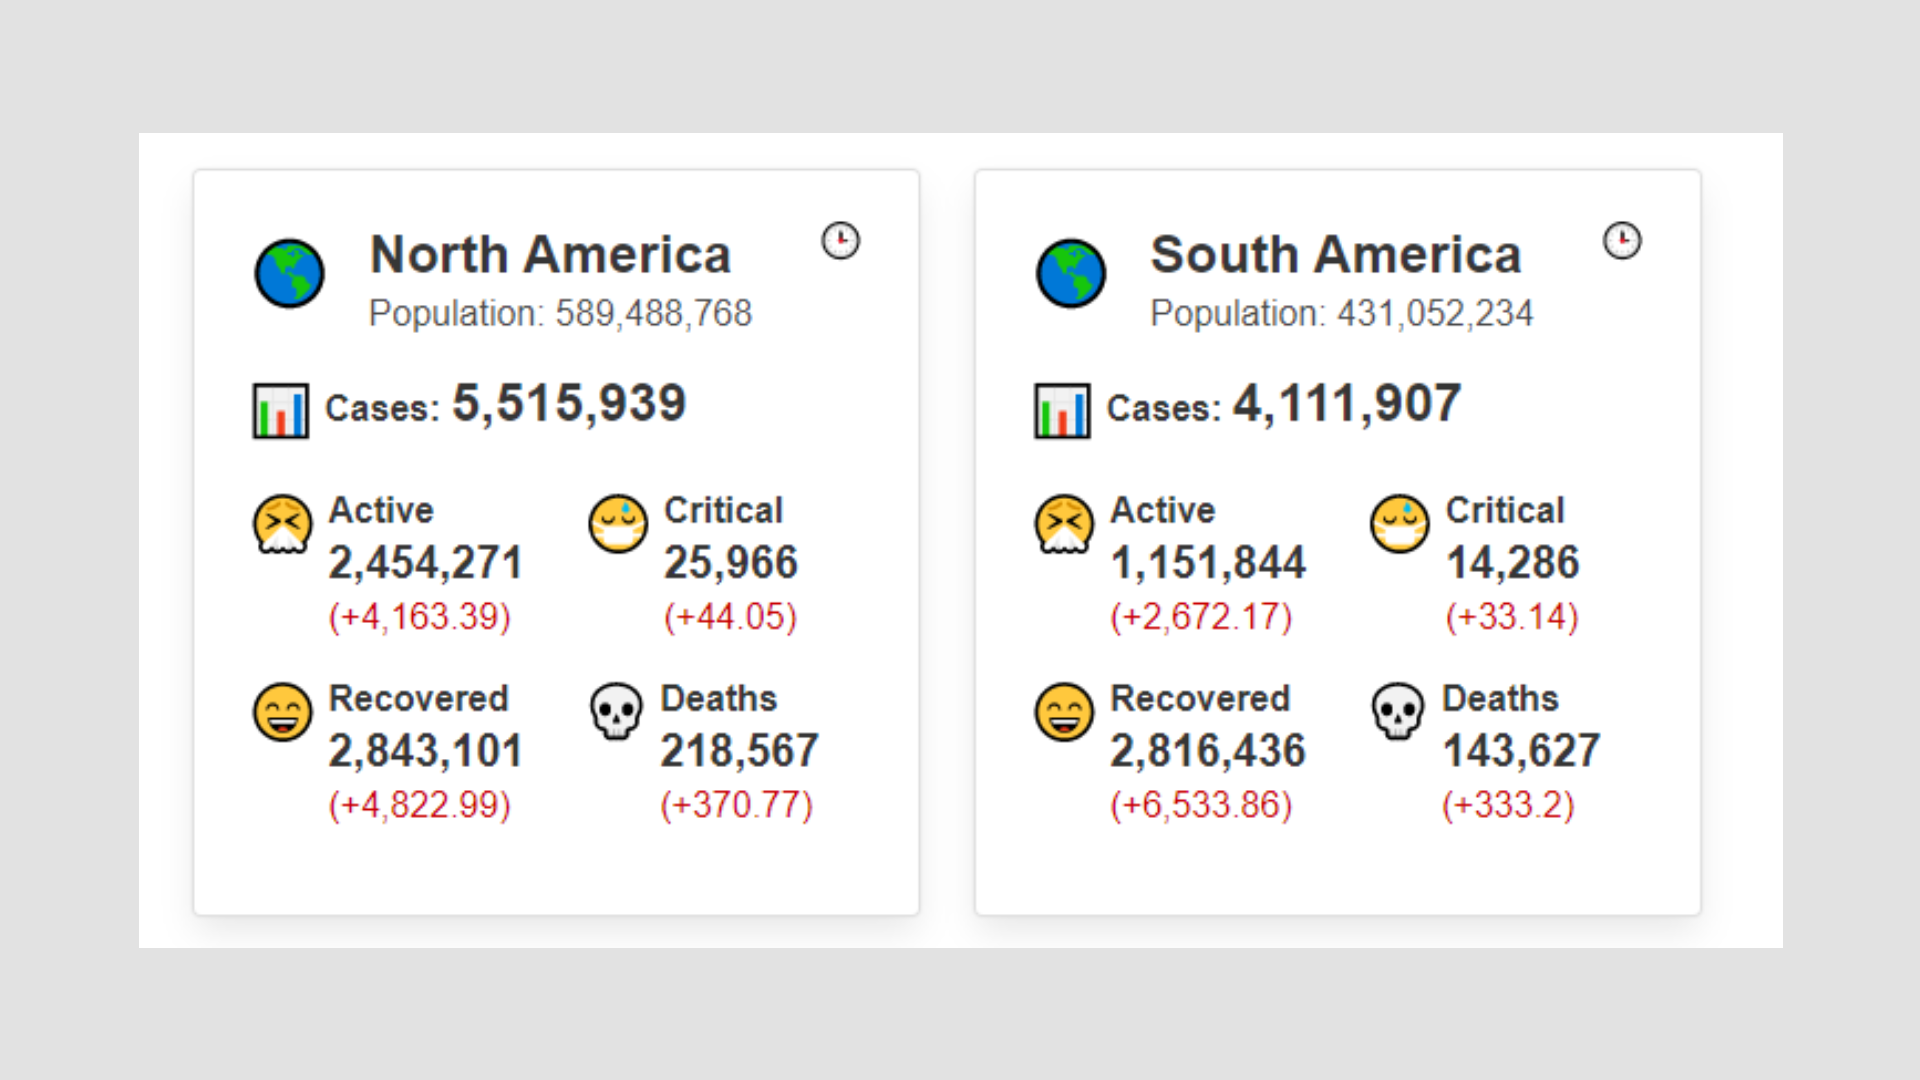 North America
Population: 589,488,768
Cases: 5,515,939
Active
2,454,271
(+4,163.39)
Critical
25,966
(+44.05)
Recovered
2,843,101
(+4,822.99)
Deaths
218,567
(+370.77)
South America
Population: 431,052,234
Cases: 4,111,907
Active
1,151,844
(+2,672.17)
Critical
14,286
(+33.14)
Recovered
2,816,436
(+6,533.86)
Deaths
143,627
(+333.2)